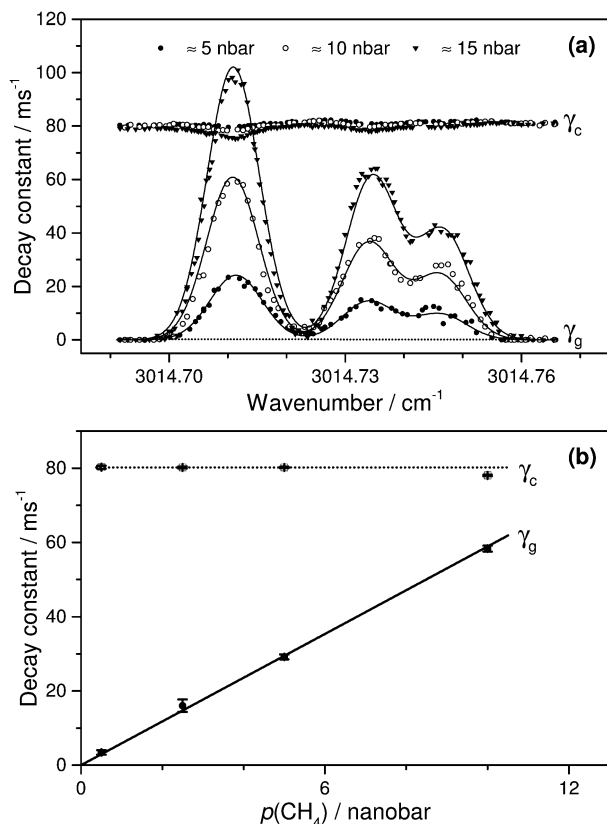 (a)
≈ 5 nbar ≈ 10 nbar ≈ 15 nbar
120
100
80
60
40
20
0
Decay constant / ms⁻¹
γc
γg
3014.70 3014.73 3014.76
Wavenumber / cm⁻¹
(b)
80
60
40
20
0
Decay constant / ms⁻¹
γc
γg
0 6 12
p(CH₄) / nanobar